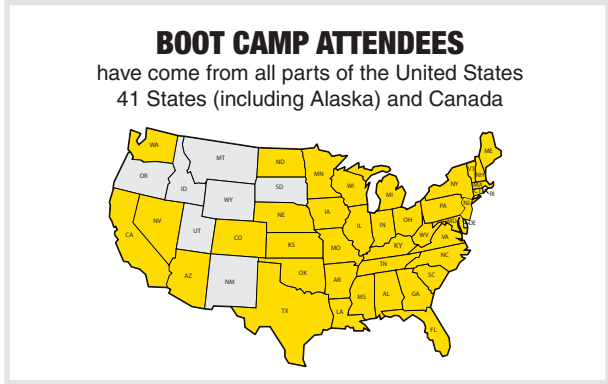 BOOT CAMP ATTENDEES
have come from all parts of the United States
41 States (including Alaska) and Canada
WA
MT
ND
MN
ME
OR
ID
SD
WI
MI
VT
NH
NY
MA
RI
WY
IA
PA
NJ
NV
UT
NE
IL
IN
OH
MD
DE
CA
CO
KS
MO
KY
WV
VA
AZ
NM
OK
AR
TN
NC
SC
TX
LA
MS
AL
GA
FL